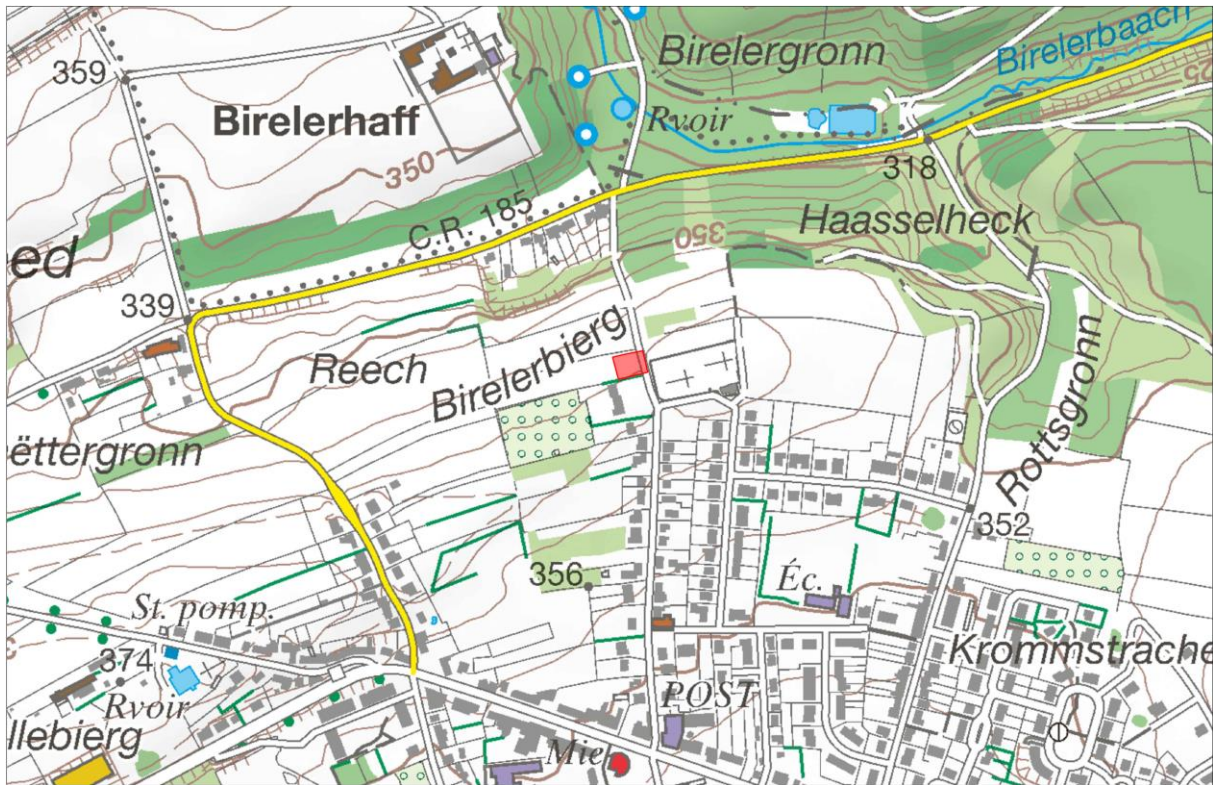 359
Birelergronn
Birelerbaach
Birelerhaff
Rvoir
350
318
C.R. 185
Haasselheck
350
ed
339
Reech
Birelerbierg
Rottsgronn
ëttergronn
352
356
Éc.
St. pomp.
374
Krommstrache
Rvoir
POST
llebierg
Mie